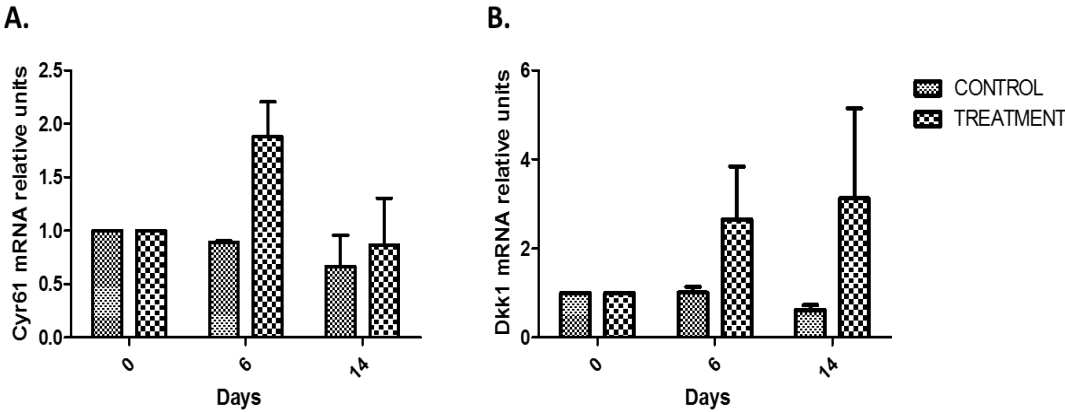 A.
Cyr61 mRNA relative units
2.5
2.0
1.5
1.0
0.5
0.0
0
6
14
Days
B.
Dkk1 mRNA relative units
6
4
2
0
0
6
14
Days
CONTROL
TREATMENT